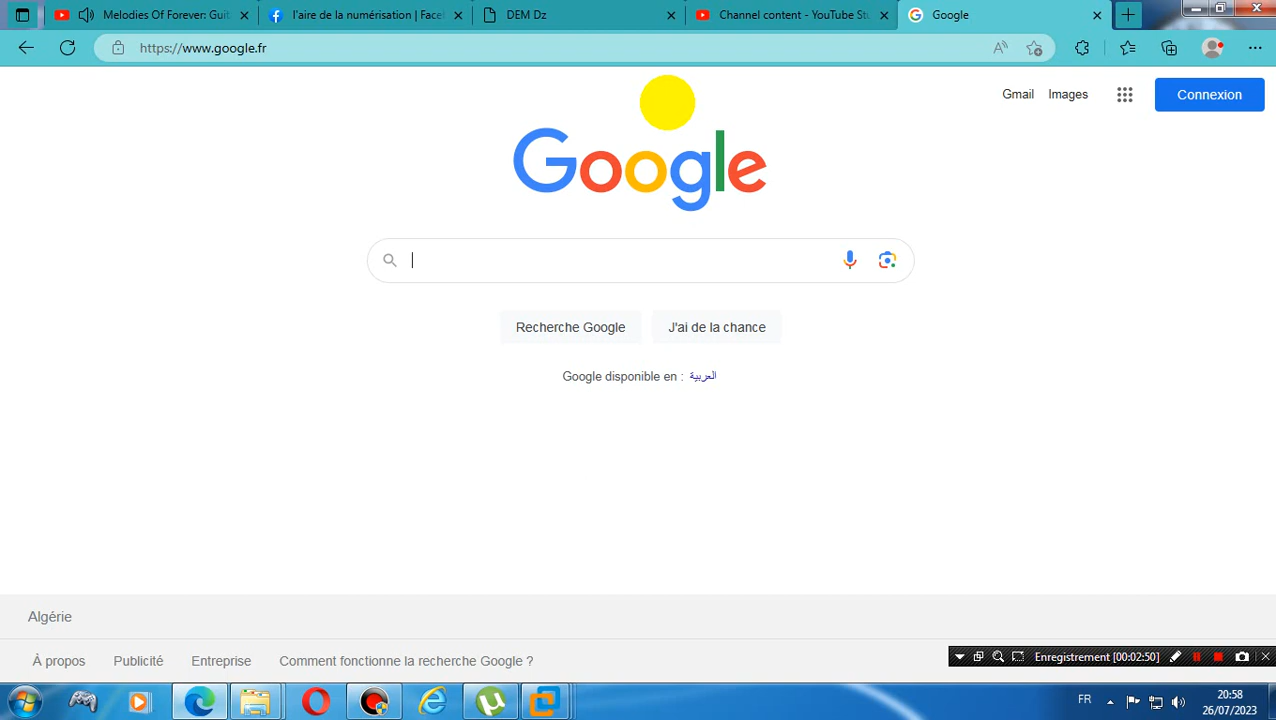 Melodies Of Forever: Guit
l'aire de la numérisation | Face
DEM Dz
Channel content - YouTube Stu
Google
https://www.google.fr
Gmail
Images
Connexion
Google
Recherche Google
J'ai de la chance
Google disponible en : العربية
Algérie
À propos
Publicité
Entreprise
Comment fonctionne la recherche Google ?
Enregistrement [00:02:50]
FR
20:58
26/07/2023